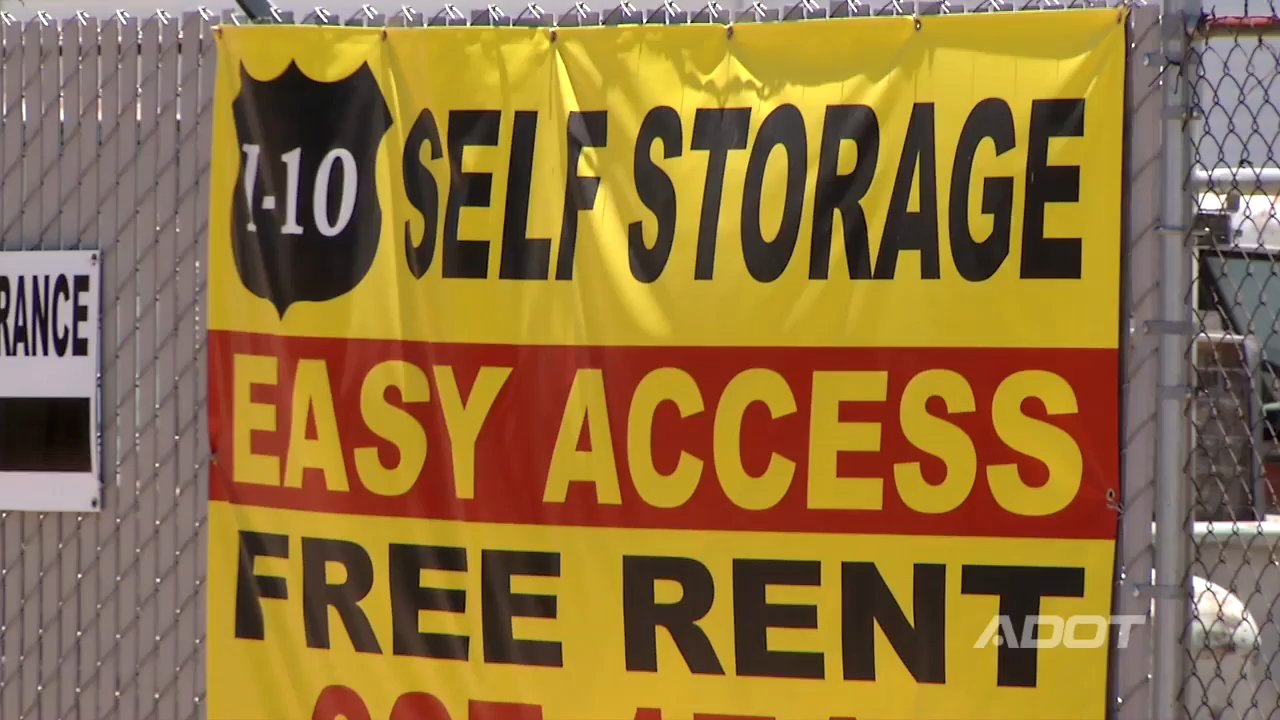 I-10 SELF STORAGE
EASY ACCESS
FREE RENT
RANCE
ADOT